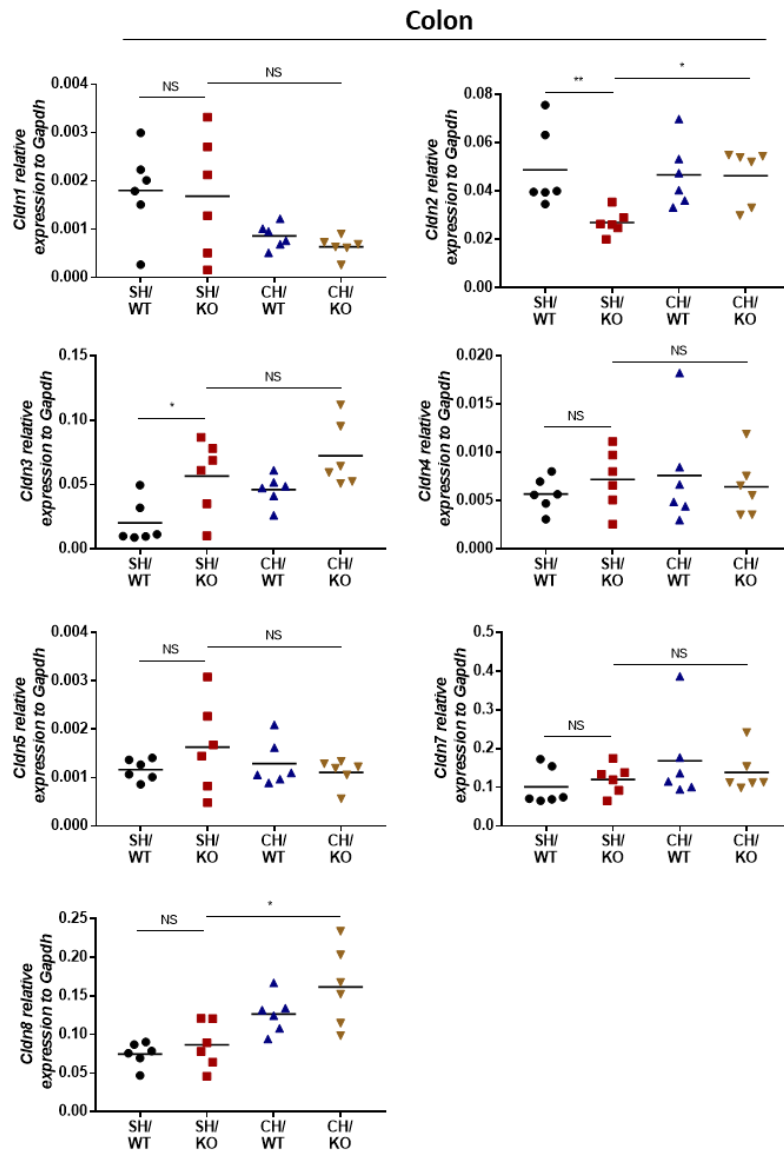 Colon
Cldn1 relative
expression to Gapdh
0.004
0.003
0.002
0.001
0.000
NS
NS
SH/
WT
SH/
KO
CH/
WT
CH/
KO
Cldn2 relative
expression to Gapdh
0.08
0.06
0.04
0.02
0.00
**
*
SH/
WT
SH/
KO
CH/
WT
CH/
KO
Cldn3 relative
expression to Gapdh
0.15
0.10
0.05
0.00
*
NS
SH/
WT
SH/
KO
CH/
WT
CH/
KO
Cldn4 relative
expression to Gapdh
0.020
0.015
0.010
0.005
0.000
NS
NS
SH/
WT
SH/
KO
CH/
WT
CH/
KO
Cldn5 relative
expression to Gapdh
0.004
0.003
0.002
0.001
0.000
NS
NS
SH/
WT
SH/
KO
CH/
WT
CH/
KO
Cldn7 relative
expression to Gapdh
0.5
0.4
0.3
0.2
0.1
0.0
NS
NS
SH/
WT
SH/
KO
CH/
WT
CH/
KO
Cldn8 relative
expression to Gapdh
0.25
0.20
0.15
0.10
0.05
0.00
NS
*
SH/
WT
SH/
KO
CH/
WT
CH/
KO